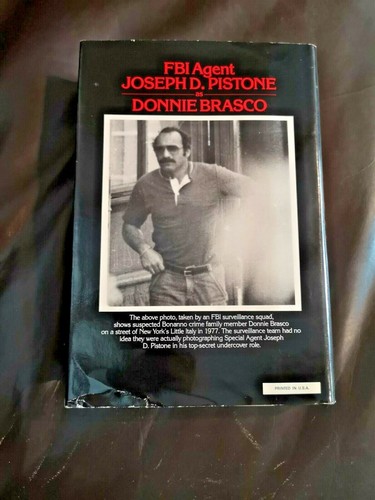 FBI Agent
JOSEPH D. PISTONE
as
DONNIE BRASCO
The above photo, taken by an FBI surveillance squad,
shows suspected Bonanno crime family member Donnie Brasco
on a street of New York's Little Italy in 1977. The surveillance team had no
idea they were actually photographing Special Agent Joseph
D. Pistone in his top-secret undercover role.
PRINTED IN U.S.A.